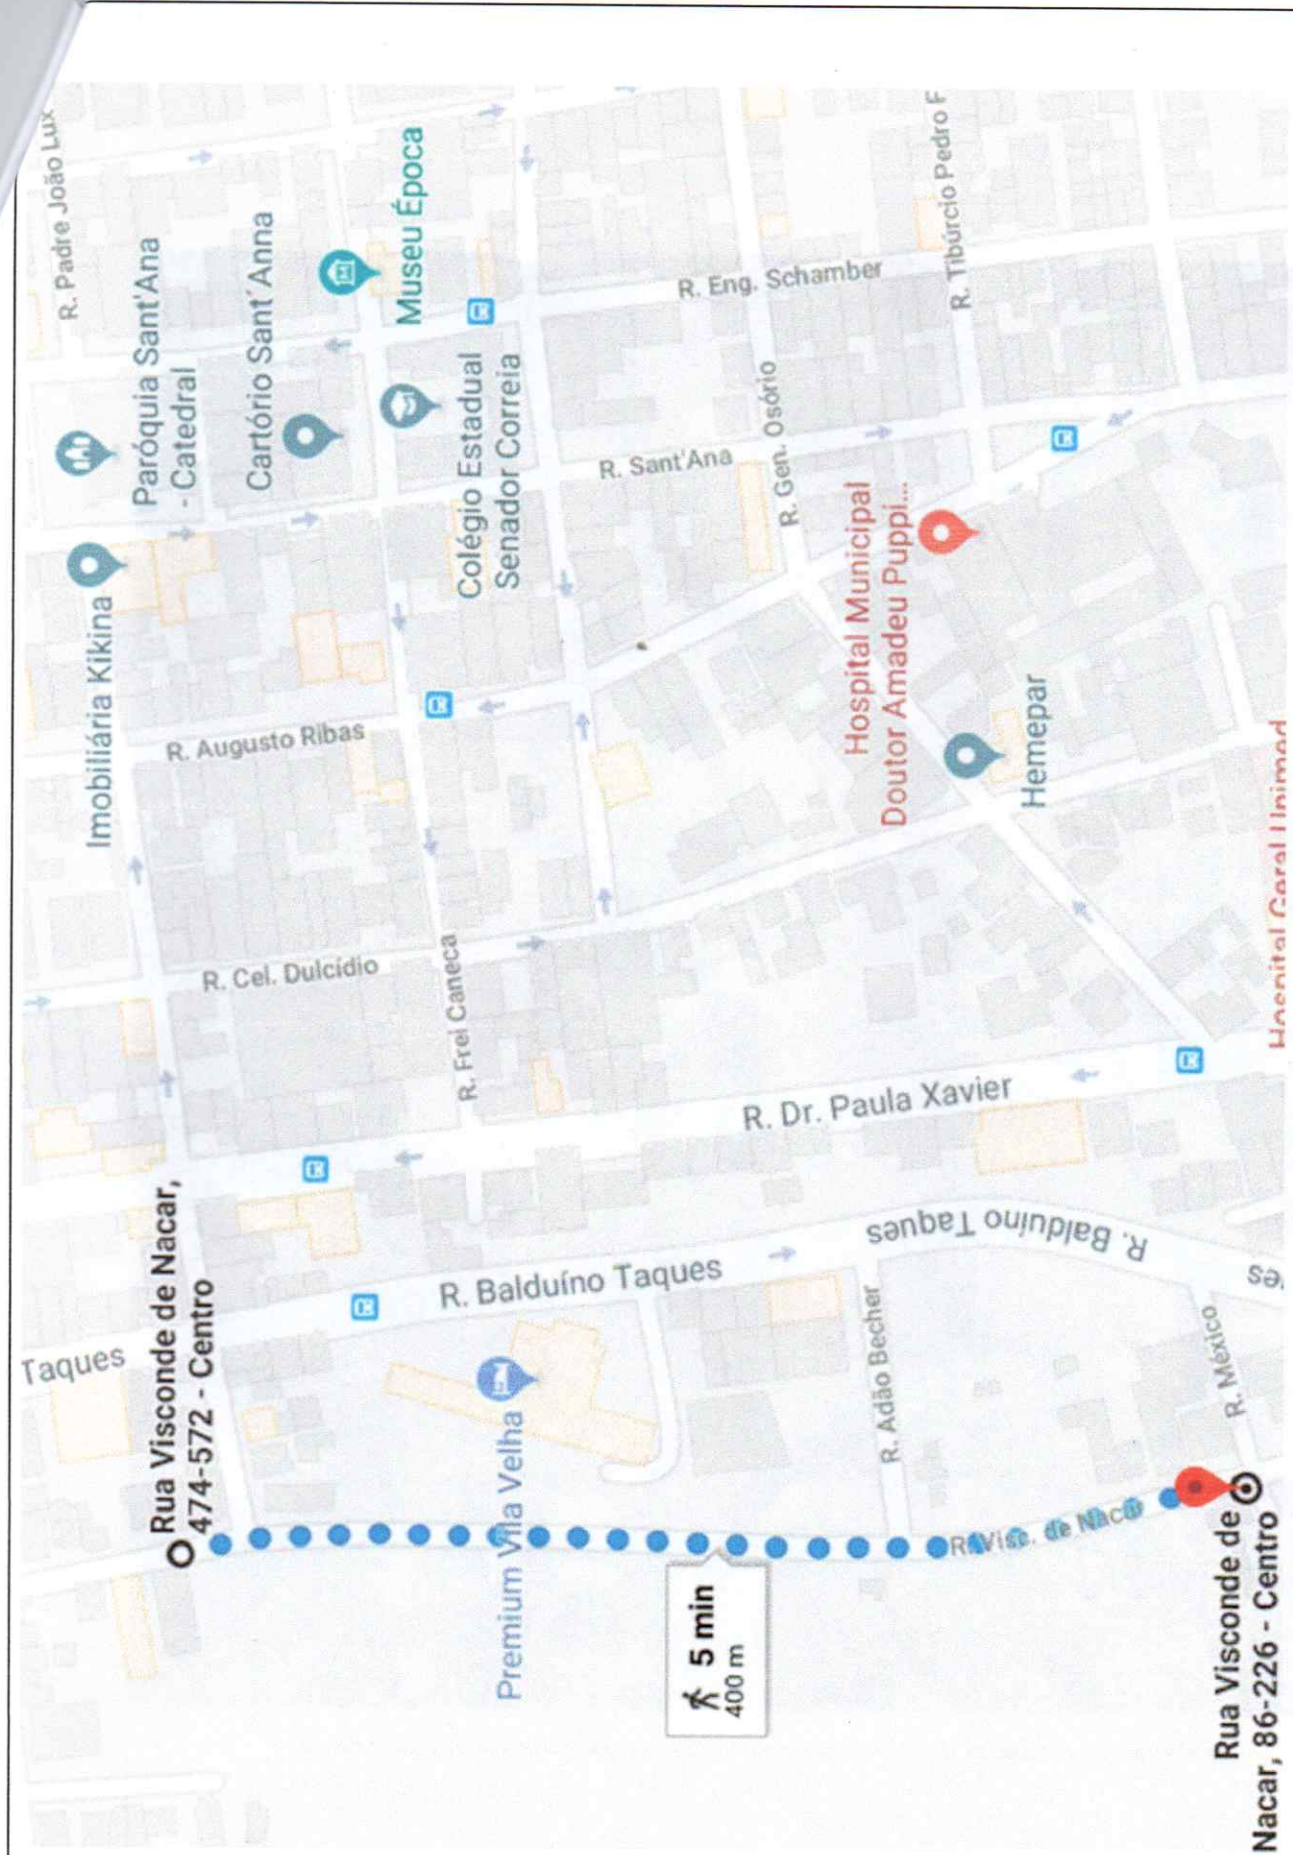 R. Padre João Lux
Paróquia Sant'Ana
- Catedral
Cartório Sant'Anna
Museu Época
Imobiliária Kikina
Colégio Estadual
Senador Correia
R. Eng. Schamber
R. Tibúrcio Pedro F
R. Sant'Ana
R. Gen. Osório
Hospital Municipal
Doutor Amadeu Puppi...
Hemepar
R. Augusto Ribas
R. Cel. Dulcídio
R. Frei Caneca
Hospital Geral Unimed
R. Dr. Paula Xavier
Rua Visconde de Nacar,
474-572 - Centro
Taques
R. Balduíno Taques
R. Balduíno Taques
es
Premium Vila Velha
R. Adão Becher
R. México
R. Visc. de Nacar
5 min
400 m
Rua Visconde de
Nacar, 86-226 - Centro